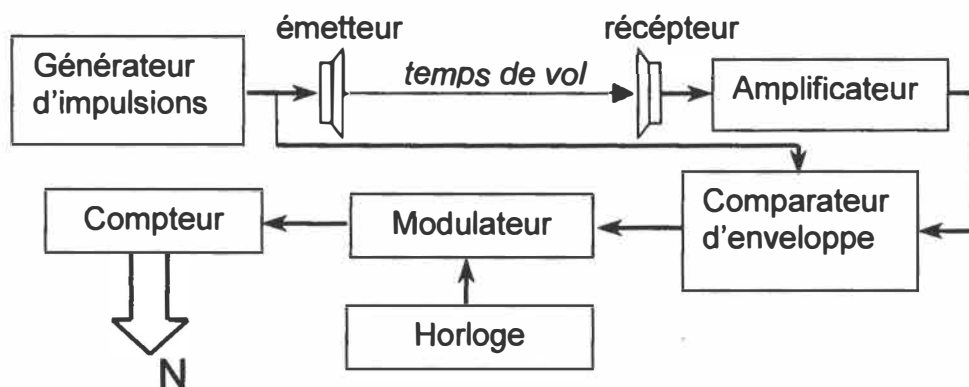 émetteur
récépteur
Générateur
d'impulsions
temps de vol
Amplificateur
Compteur
Modulateur
Comparateur
d'enveloppe
Horloge
N